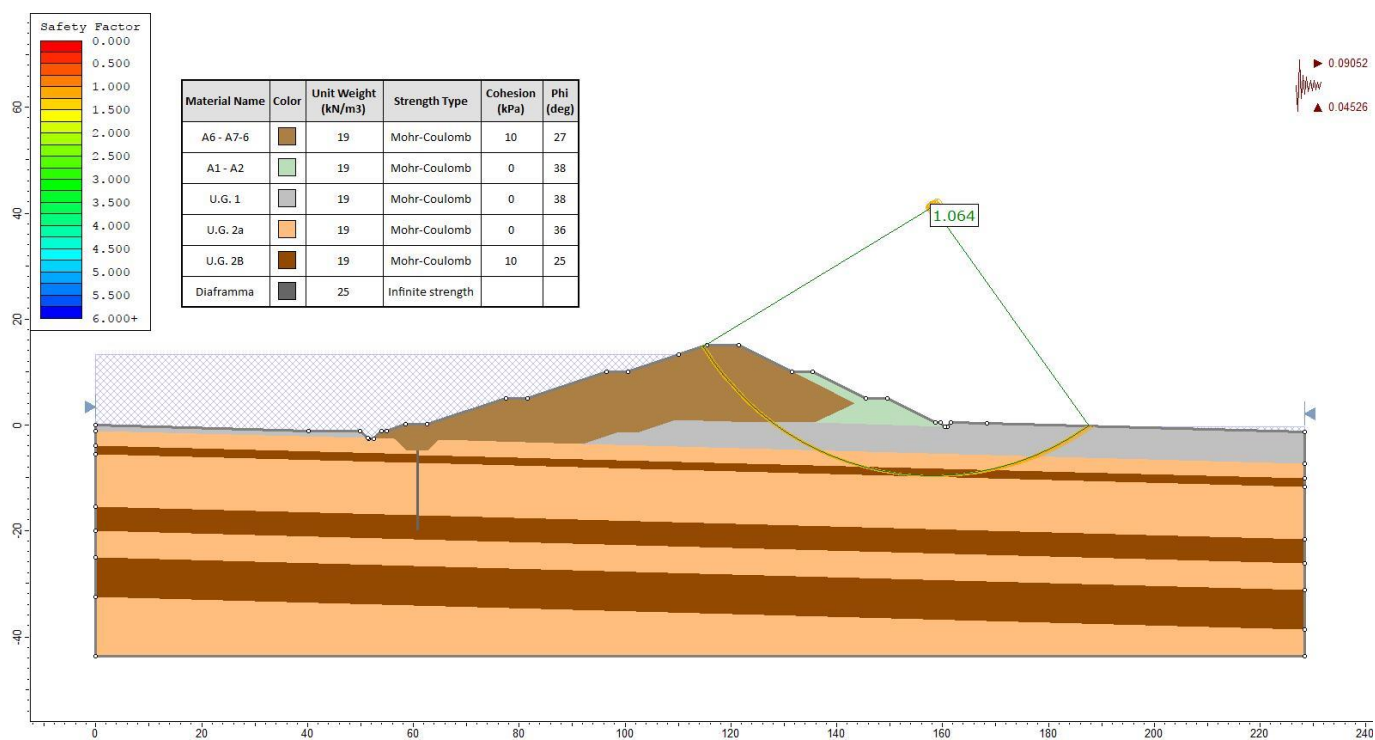 Safety Factor
0.000
0.500
1.000
1.500
2.000
2.500
3.000
3.500
4.000
4.500
5.000
5.500
6.000+
Material Name Color Unit Weight (kN/m3) Strength Type Cohesion (kPa) Phi (deg)
A6 - A7-6 19 Mohr-Coulomb 10 27
A1 - A2 19 Mohr-Coulomb 0 38
U.G. 1 19 Mohr-Coulomb 0 38
U.G. 2a 19 Mohr-Coulomb 0 36
U.G. 2B 19 Mohr-Coulomb 10 25
Diaframma 25 Infinite strength
0.09052
0.04526
1.064
60
40
20
0
-20
-40
0 20 40 60 80 100 120 140 160 180 200 220 240